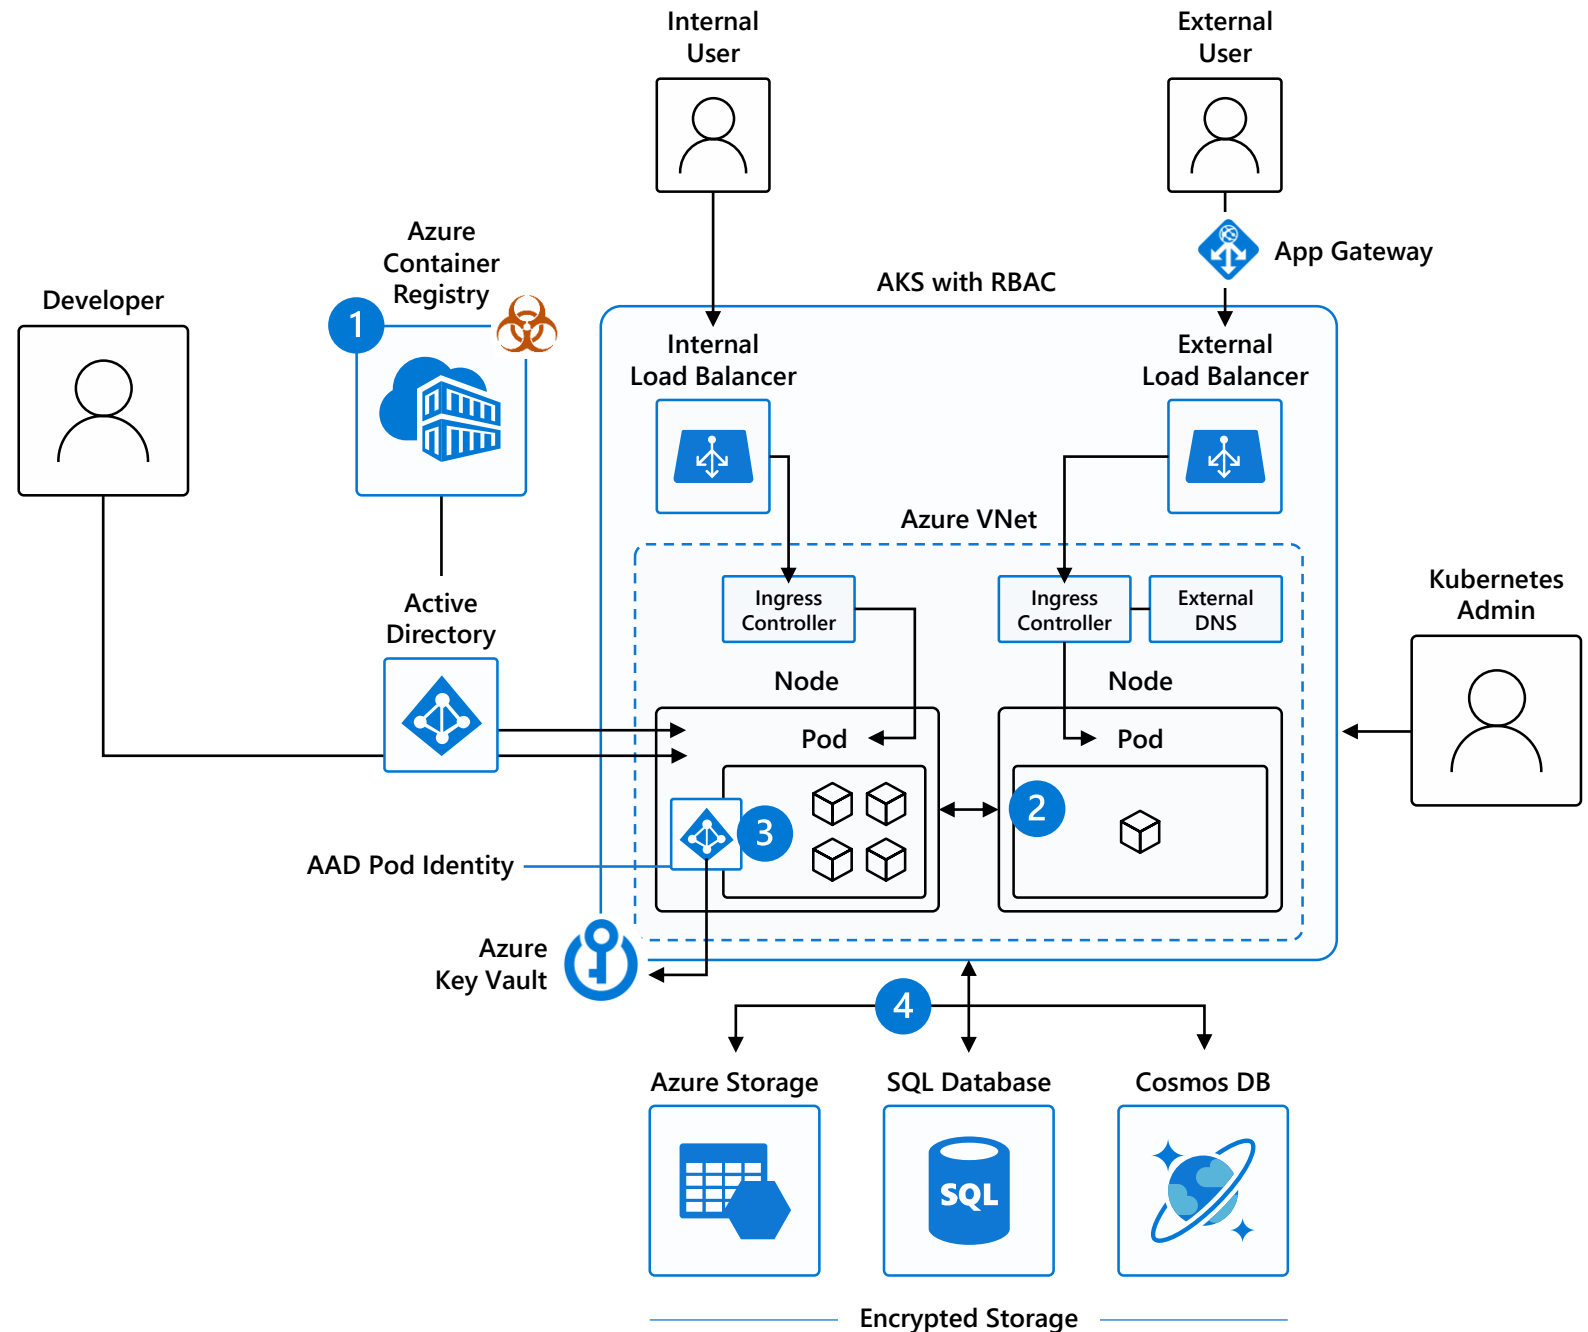 Internal
User
External
User
Azure
Container
Registry
App Gateway
AKS with RBAC
Developer
1
Internal
Load Balancer
External
Load Balancer
Azure VNet
Active
Directory
Ingress
Controller
Ingress
Controller
External
DNS
Kubernetes
Admin
Node
Node
Pod
Pod
2
3
AAD Pod Identity
Azure
Key Vault
4
Azure Storage
SQL Database
Cosmos DB
SQL
Encrypted Storage